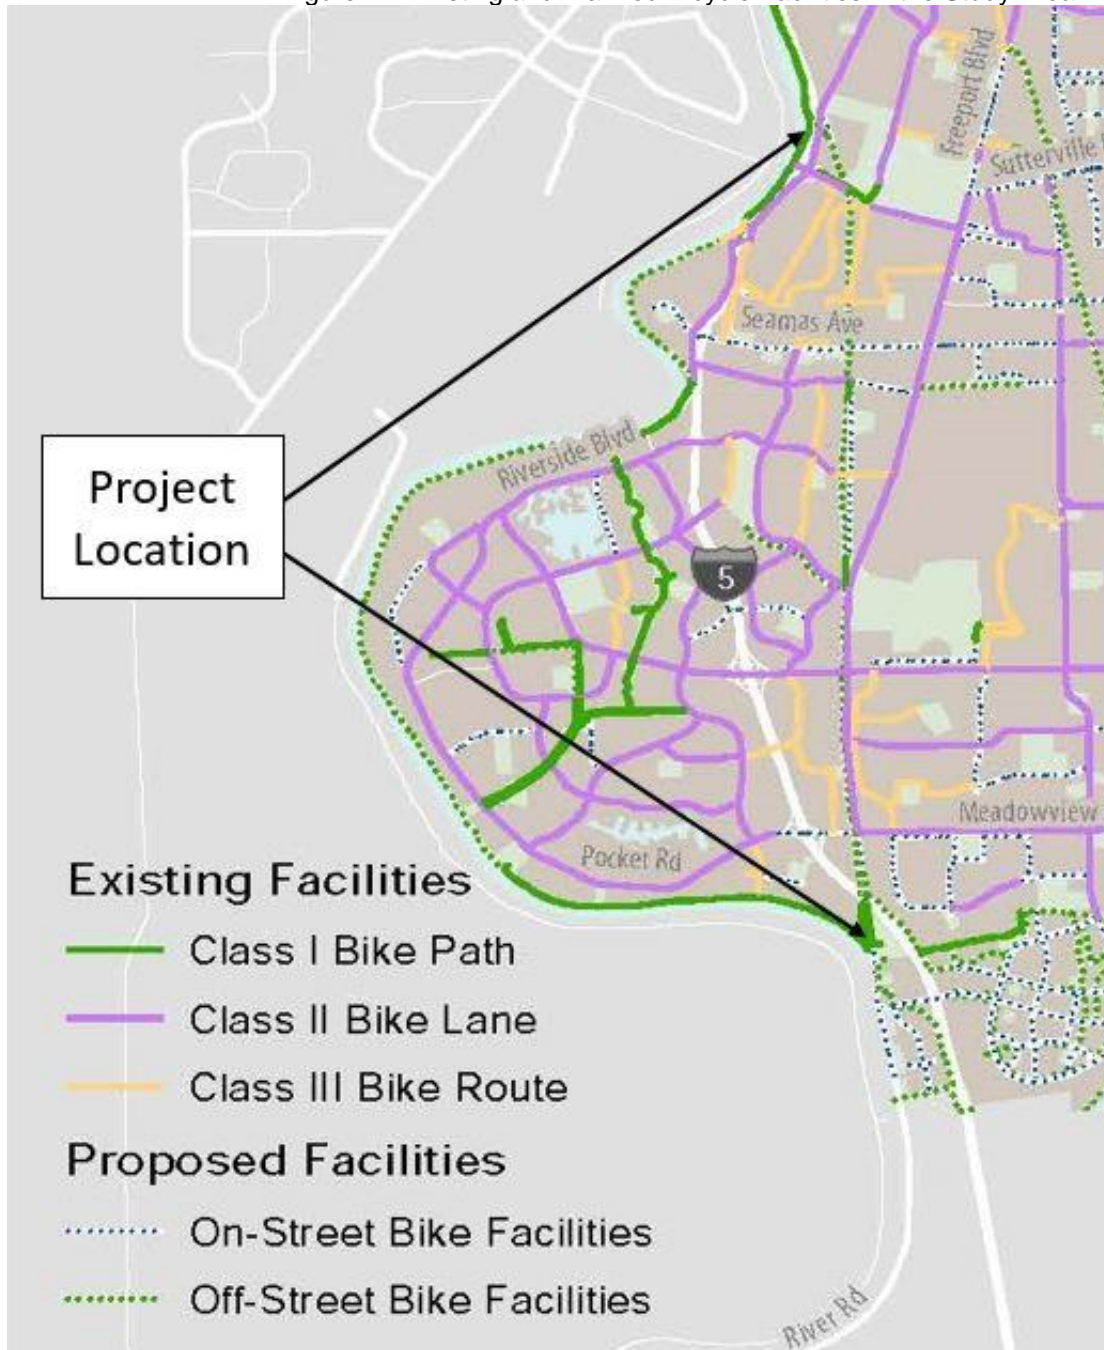 Freeport Blvd
Sutterville
Seamas Ave
Riverside Blvd
Project
Location
5
Meadowview
Pocket Rd
Existing Facilities
Class I Bike Path
Class II Bike Lane
Class III Bike Route
Proposed Facilities
On-Street Bike Facilities
Off-Street Bike Facilities
River Rd